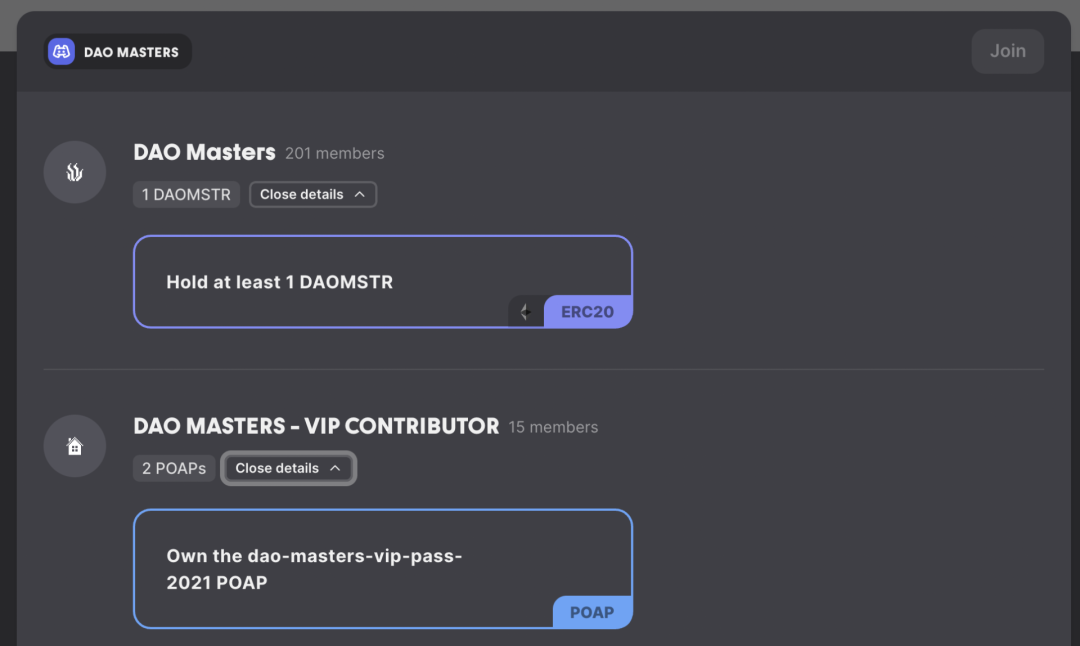 DAO MASTERS
Join
DAO Masters 201 members
1 DAOMSTR Close details
Hold at least 1 DAOMSTR
ERC20
DAO MASTERS - VIP CONTRIBUTOR 15 members
2 POAPs Close details
Own the dao-masters-vip-pass-
2021 POAP
POAP